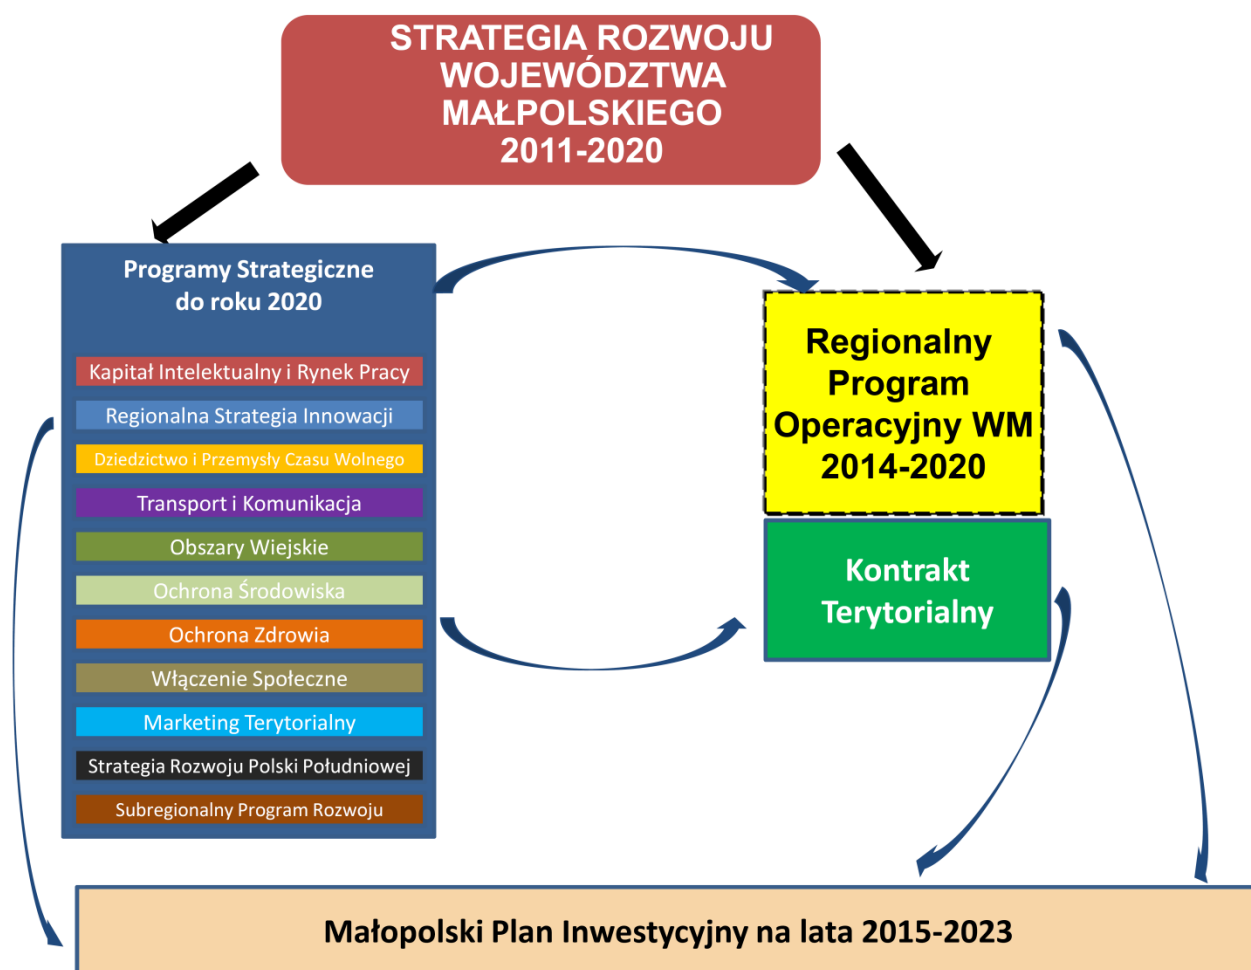 STRATEGIA ROZWOJU
WOJEWÓDZTWA
MAŁPOLSKIEGO
2011-2020
Programy Strategiczne
do roku 2020
Kapitał Intelektualny i Rynek Pracy
Regionalna Strategia Innowacji
Dziedzictwo i Przemysły Czasu Wolnego
Transport i Komunikacja
Obszary Wiejskie
Ochrona Środowiska
Ochrona Zdrowia
Włączenie Społeczne
Marketing Terytorialny
Strategia Rozwoju Polski Południowej
Subregionalny Program Rozwoju
Regionalny
Program
Operacyjny WM
2014-2020
Kontrakt
Terytorialny
Małopolski Plan Inwestycyjny na lata 2015-2023